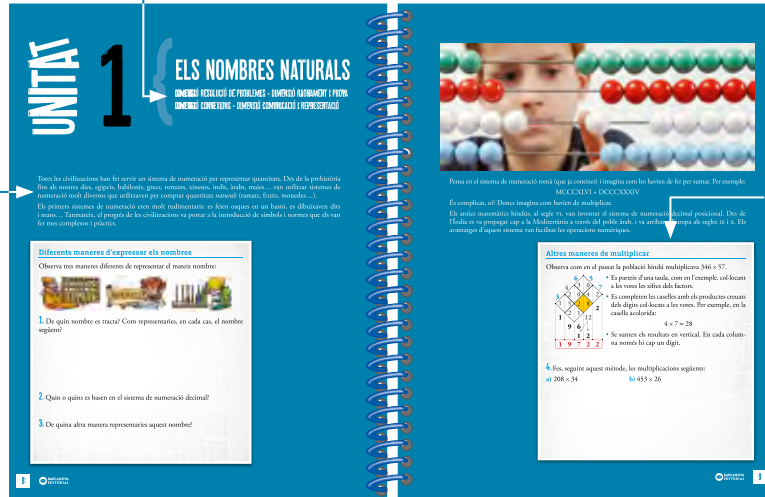 UNITAT
1
ELS NOMBRES NATURALS
DIMENSIÓ RESOLUCIÓ DE PROBLEMES · DIMENSIÓ RAONAMENT I PROVA
DIMENSIÓ CONNEXIONS · DIMENSIÓ COMUNICACIÓ I REPRESENTACIÓ
Totes les civilitzacions han fet servir un sistema de numeració per representar quantitats. Des de la prehistòria
fins als nostres dies, egipcis, babilonis, grecs, romans, xinesos, indis, àrabs, maies… van utilitzar sistemes de
numeració molt diversos que utilitzaven per comptar quantitats naturals (ramats, fruits, monedes…).
Els primers sistemes de numeració eren molt rudimentaris: es feien osques en un bastó, es dibuixaven dits
i mans… Tanmateix, el progrés de les civilitzacions va portar a la introducció de símbols i normes que els van
fer més complexos i pràctics.
Diferents maneres d'expressar els nombres
Observa tres maneres diferents de representar el mateix nombre:
1. De quin nombre es tracta? Com representaries, en cada cas, el nombre
següent?
2. Quin o quins es basen en el sistema de numeració decimal?
3. De quina altra manera representaries aquest nombre?
8
BARCANOVA
EDITORIAL
Pensa en el sistema de numeració romà (que ja coneixes) i imagina com ho havien de fer per sumar. Per exemple:
MCCCXLVI + DCCCXXXIV
És complicat, no? Doncs imagina com havien de multiplicar.
Els antics matemàtics hindús, al segle VI, van inventar el sistema de numeració decimal posicional. Des de
l'Índia es va propagar cap a la Mediterrània a través del poble àrab, i va arribar a Europa als segles IX i X. Els
avantatges d'aquest sistema van facilitar les operacions numèriques.
Altres maneres de multiplicar
Observa com en el passat la població hindú multiplicava 346 × 57.
• Es parteix d'una taula, com en l'exemple, col·locant
a les vores les xifres dels factors.
• Es completen les caselles amb els productes creuats
dels dígits col·locats a les vores. Per exemple, en la
casella acolorida:
4 × 7 = 28
• Se sumen els resultats en vertical. En cada colum-
na només hi cap un dígit.
1 9 7 2 2
4. Fes, seguint aquest mètode, les multiplicacions següents:
a) 208 × 34 b) 453 × 26
BARCANOVA
EDITORIAL
9